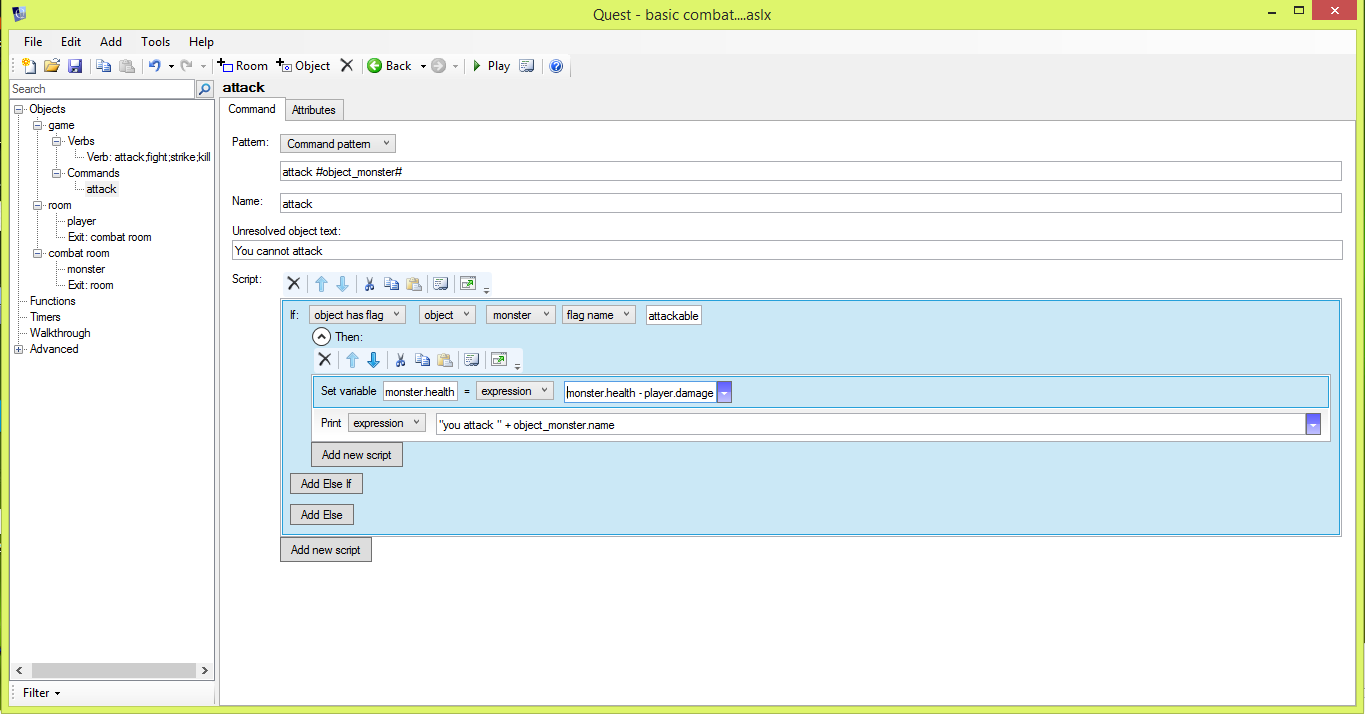 Quest - basic combat....aslx
File Edit Add Tools Help
Room Object Back Play
Search
attack
Objects
game
Verbs
Verb: attack;fight;strike;kill
Commands
attack
room
player
Exit: combat room
combat room
monster
Exit: room
Functions
Timers
Walkthrough
Advanced
Filter
Command Attributes
Pattern: Command pattern
attack #object_monster#
Name: attack
Unresolved object text:
You cannot attack
Script:
If: object has flag object monster flag name attackable
Then:
Set variable monster.health = expression monster.health - player.damage
Print expression "you attack " + object_monster.name
Add new script
Add Else If
Add Else
Add new script